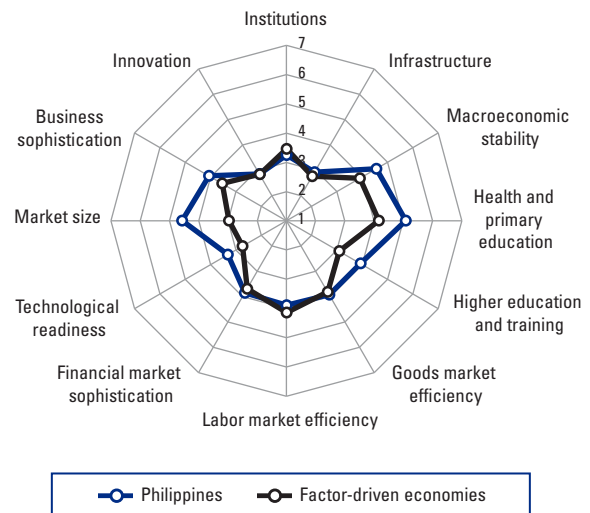 Institutions
7
6
5
4
3
2
1
Infrastructure
Macroeconomic
stability
Health and
primary
education
Higher education
and training
Goods market
efficiency
Labor market efficiency
Financial market
sophistication
Technological
readiness
Market size
Business
sophistication
Innovation
Philippines
Factor-driven economies